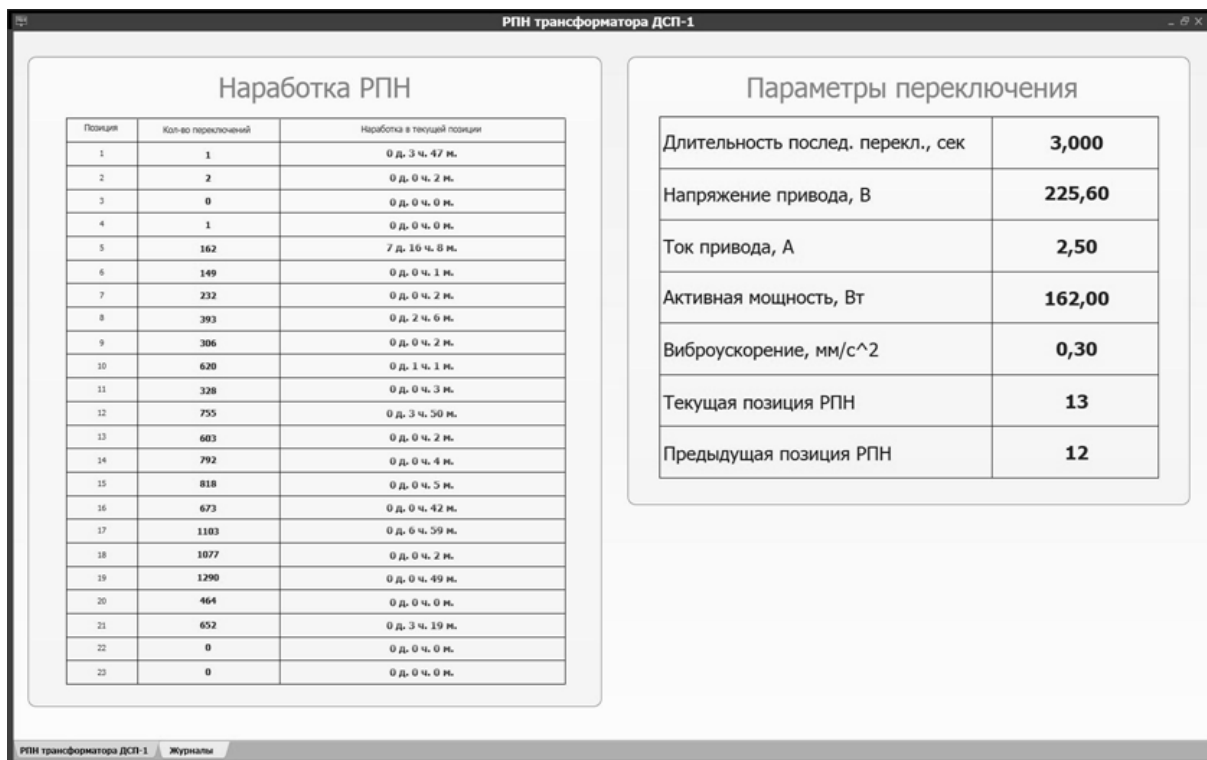 РПН трансформатора ДСП-1
Наработка РПН
Позиция Кол-во переключений Наработка в текущей позиции
1 1 0 д. 3 ч. 47 м.
2 2 0 д. 0 ч. 2 м.
3 0 0 д. 0 ч. 0 м.
4 1 0 д. 0 ч. 0 м.
5 162 7 д. 16 ч. 8 м.
6 149 0 д. 0 ч. 1 м.
7 232 0 д. 0 ч. 2 м.
8 393 0 д. 2 ч. 6 м.
9 306 0 д. 0 ч. 2 м.
10 620 0 д. 1 ч. 1 м.
11 328 0 д. 0 ч. 3 м.
12 755 0 д. 3 ч. 50 м.
13 603 0 д. 0 ч. 2 м.
14 792 0 д. 0 ч. 4 м.
15 818 0 д. 0 ч. 5 м.
16 673 0 д. 0 ч. 42 м.
17 1103 0 д. 6 ч. 59 м.
18 1077 0 д. 0 ч. 2 м.
19 1290 0 д. 0 ч. 49 м.
20 464 0 д. 0 ч. 0 м.
21 652 0 д. 3 ч. 19 м.
22 0 0 д. 0 ч. 0 м.
23 0 0 д. 0 ч. 0 м.
Параметры переключения
Длительность послед. перекл., сек 3,000
Напряжение привода, В 225,60
Ток привода, А 2,50
Активная мощность, Вт 162,00
Виброускорение, мм/с^2 0,30
Текущая позиция РПН 13
Предыдущая позиция РПН 12
РПН трансформатора ДСП-1 Журналы